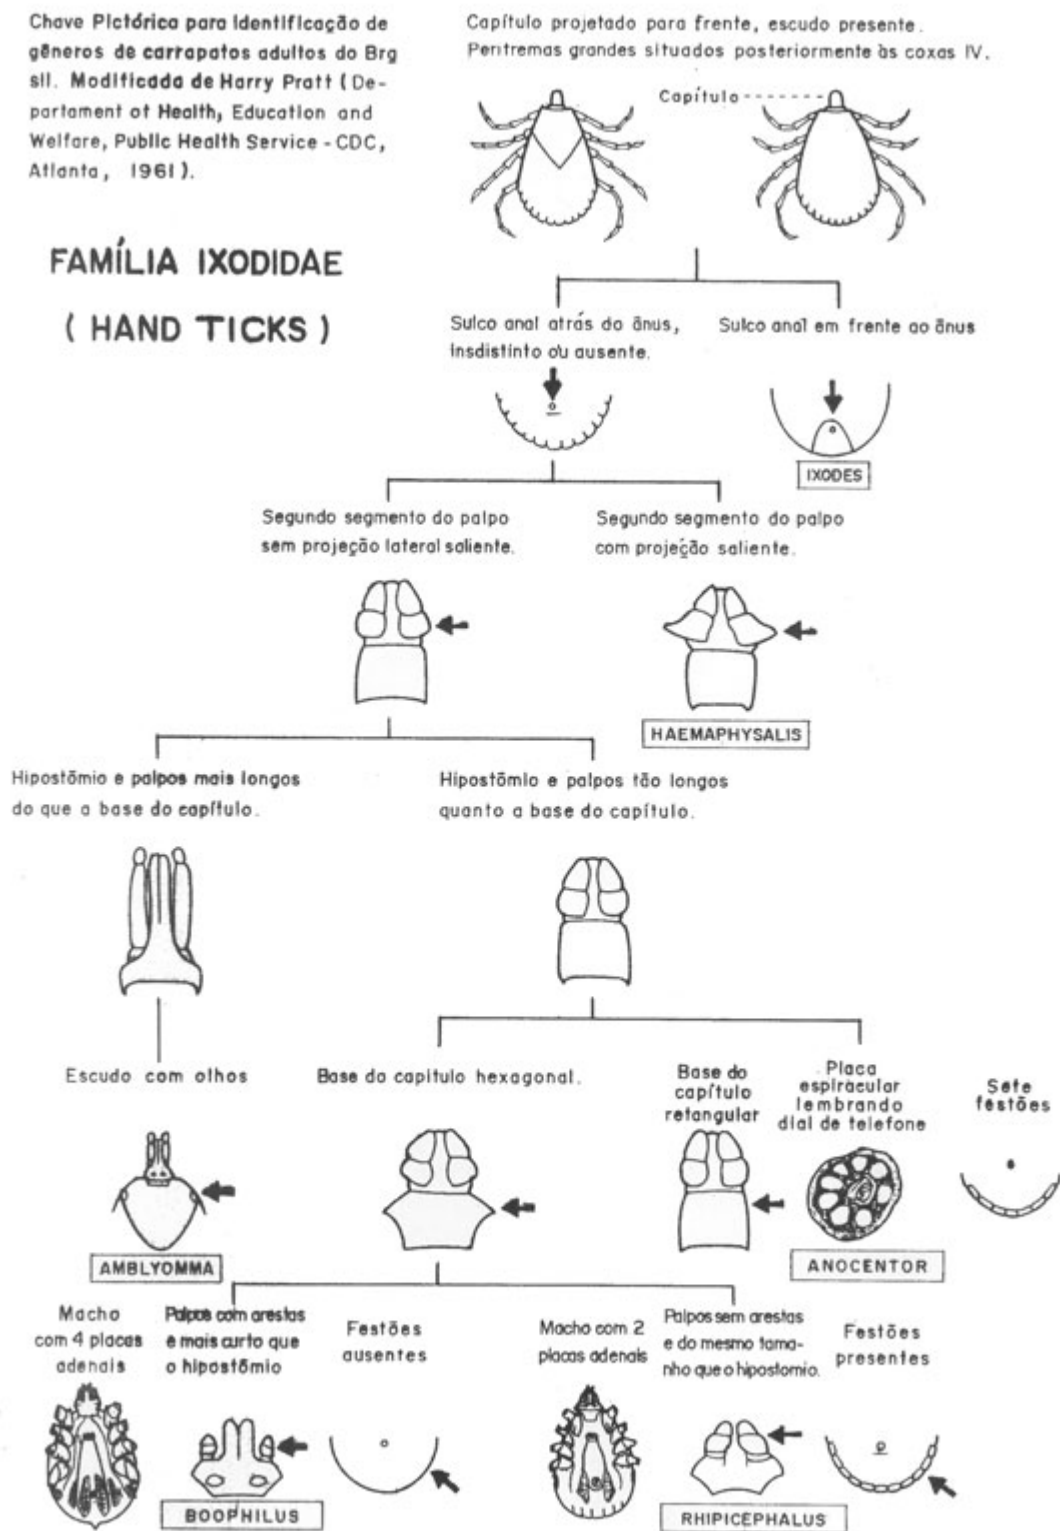 Chave Pictórica para identificação de
gêneros de carrapatos adultos do Brg
sil. Modificada de Harry Pratt (De-
partament of Health, Education and
Welfare, Public Health Service - CDC,
Atlanta, 1961).
FAMÍLIA IXODIDAE
( HAND TICKS )
Capítulo projetado para frente, escudo presente.
Peritremas grandes situados posteriormente às coxas IV.
Capítulo
Sulco anal atrás do ânus,
insdistinto ou ausente.
Sulco anal em frente ao ânus
IXODES
Segundo segmento do palpo
sem projeção lateral saliente.
Segundo segmento do palpo
com projeção saliente.
HAEMAPHYSALIS
Hipostômio e palpos mais longos
do que a base do capítulo.
Hipostômio e palpos tão longos
quanto a base do capítulo.
Escudo com olhos
AMBLYOMMA
Base do capitulo hexagonal.
Base do
capítulo
retangular
Placa
espiracular
lembrando
dial de telefone
Sete
festões
ANOCENTOR
Macho
com 4 placas
adenais
Palpos com arestas
e mais curto que
o hipostômio
Festões
ausentes
BOOPHILUS
Macho com 2
placas adenais
Palpos sem arestas
e do mesmo tama-
nho que o hipostomio.
Festões
presentes
RHIPICEPHALUS